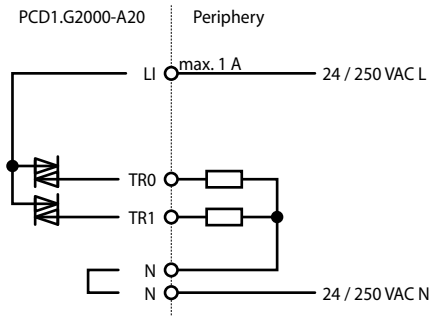 PCD1.G2000-A20 Periphery
LI max. 1 A 24 / 250 VAC L
TR0
TR1
N
N 24 / 250 VAC N